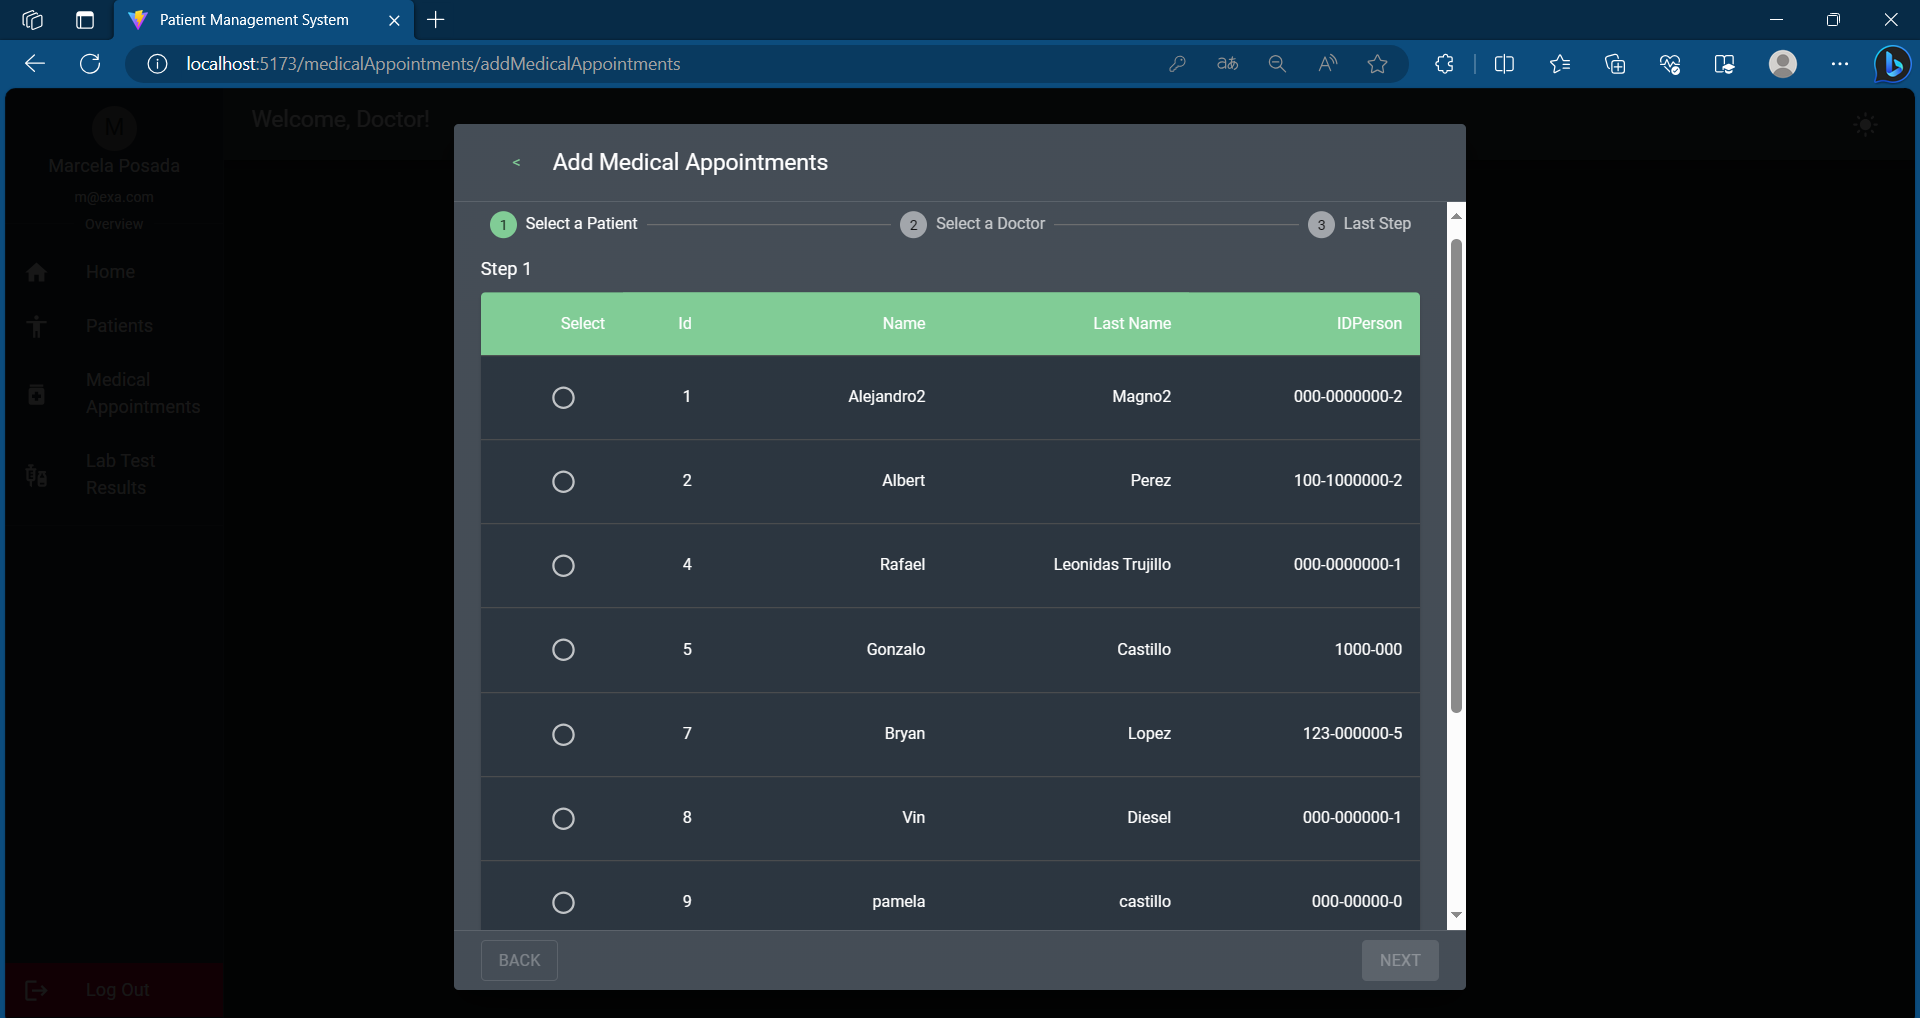 Patient Management System
localhost:5173/medicalAppointments/addMedicalAppointments
aあ
A
Welcome, Doctor!
M
Marcela Posada
m@exa.com
Overview
Home
Patients
Medical
Appointments
Lab Test
Results
Log Out
< Add Medical Appointments
1 Select a Patient 2 Select a Doctor 3 Last Step
Step 1
Select Id Name Last Name IDPerson
1 Alejandro2 Magno2 000-0000000-2
2 Albert Perez 100-1000000-2
4 Rafael Leonidas Trujillo 000-0000000-1
5 Gonzalo Castillo 1000-000
7 Bryan Lopez 123-000000-5
8 Vin Diesel 000-000000-1
9 pamela castillo 000-00000-0
BACK NEXT